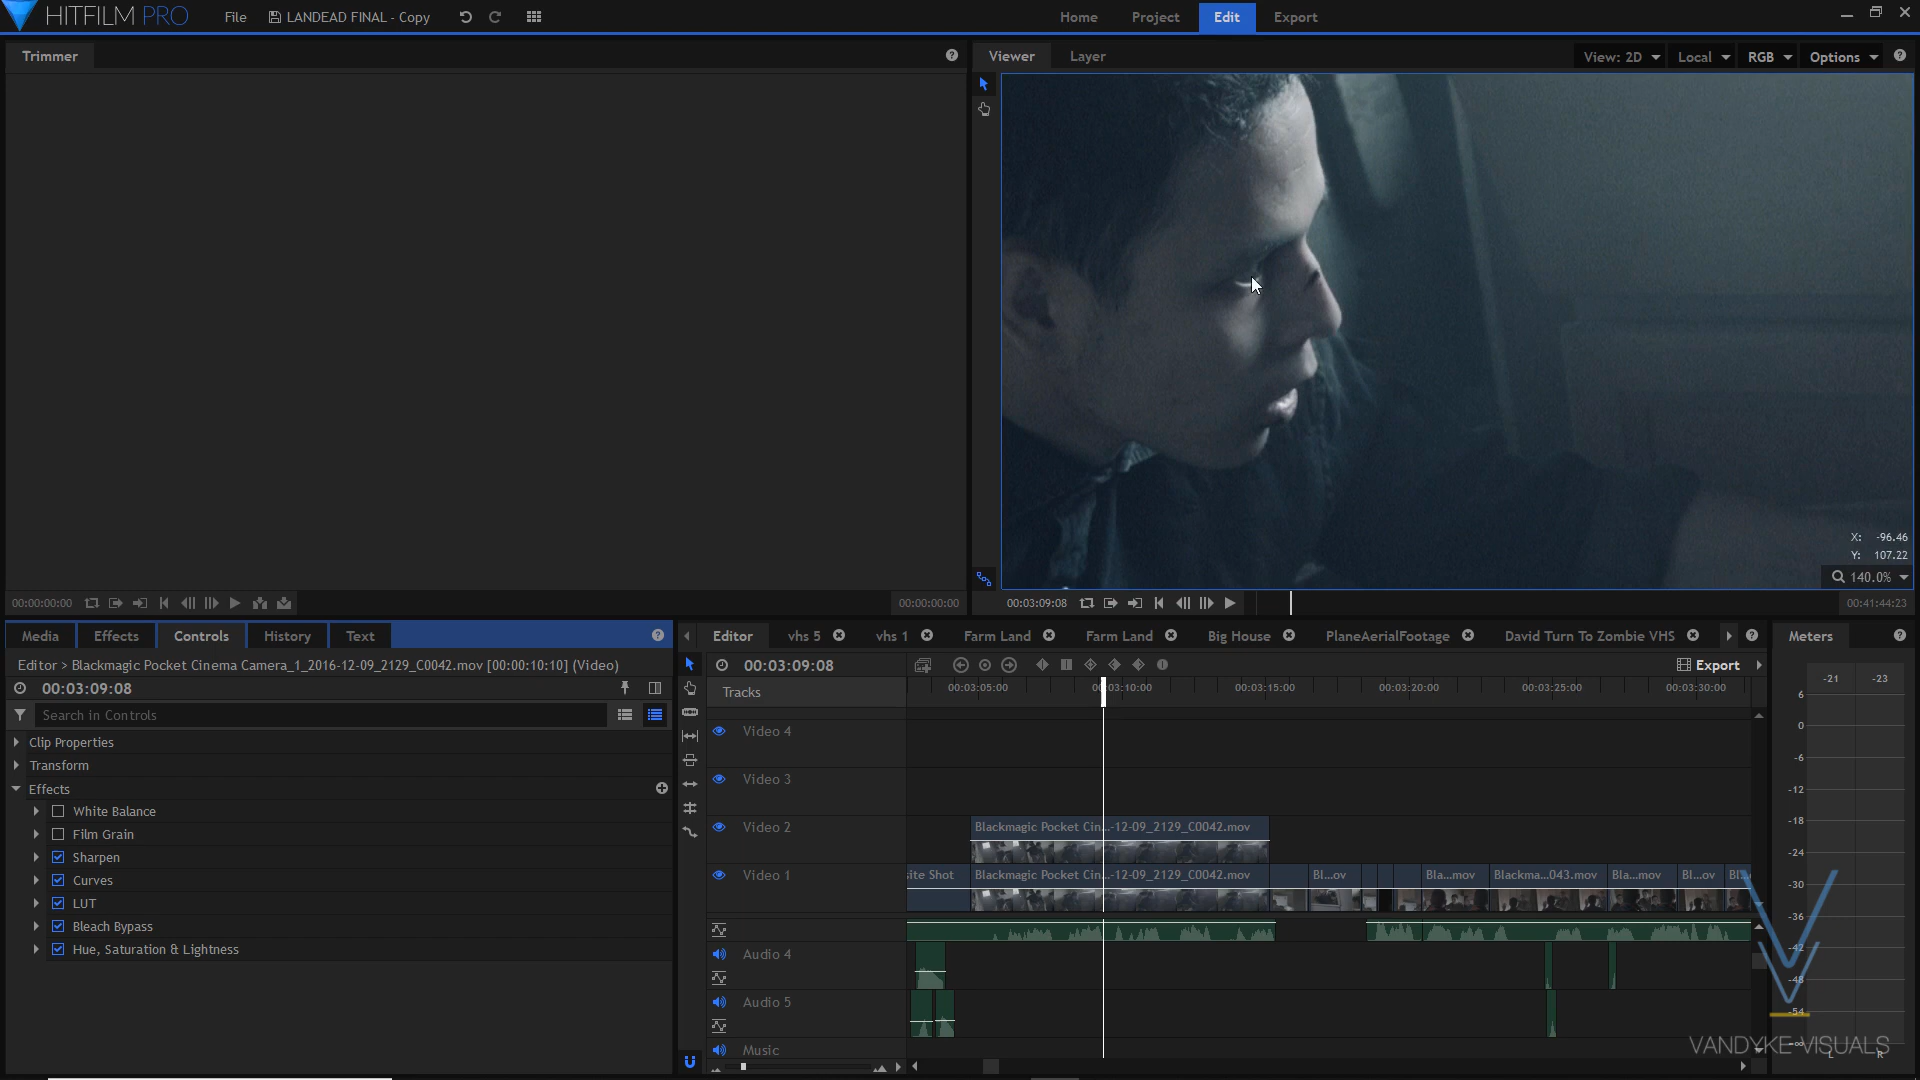 HITFILM PRO File LANDEAD FINAL - Copy Home Project Edit Export
Trimmer
Viewer Layer View: 2D Local RGB Options
X: -96.46
Y: 107.22
140.0%
00:00:00:00 00:00:00:00
00:03:09:08 00:41:44:23
Media Effects Controls History Text
Editor > Blackmagic Pocket Cinema Camera_1_2016-12-09_2129_C0042.mov [00:00:10:10] (Video)
00:03:09:08
Search in Controls
Clip Properties
Transform
Effects
White Balance
Film Grain
Sharpen
Curves
LUT
Bleach Bypass
Hue, Saturation & Lightness
Editor vhs 5 vhs 1 Farm Land Farm Land Big House PlaneAerialFootage David Turn To Zombie VHS
00:03:09:08 Export
Tracks 00:03:05:00 00:03:10:00 00:03:15:00 00:03:20:00 00:03:25:00 00:03:30:00
Video 4
Video 3
Video 2 Blackmagic Pocket Cin...-12-09_2129_C0042.mov
Video 1 ite Shot Blackmagic Pocket Cin...-12-09_2129_C0042.mov Bl...ov Bla...mov Blackma...043.mov Bla...mov Bl...ov
Audio 4
Audio 5
Music
Meters
-21 -23
6
0
-6
-12
-18
-24
-30
-36
-42
-48
-54
-∞
L R
VANDYKE VISUALS